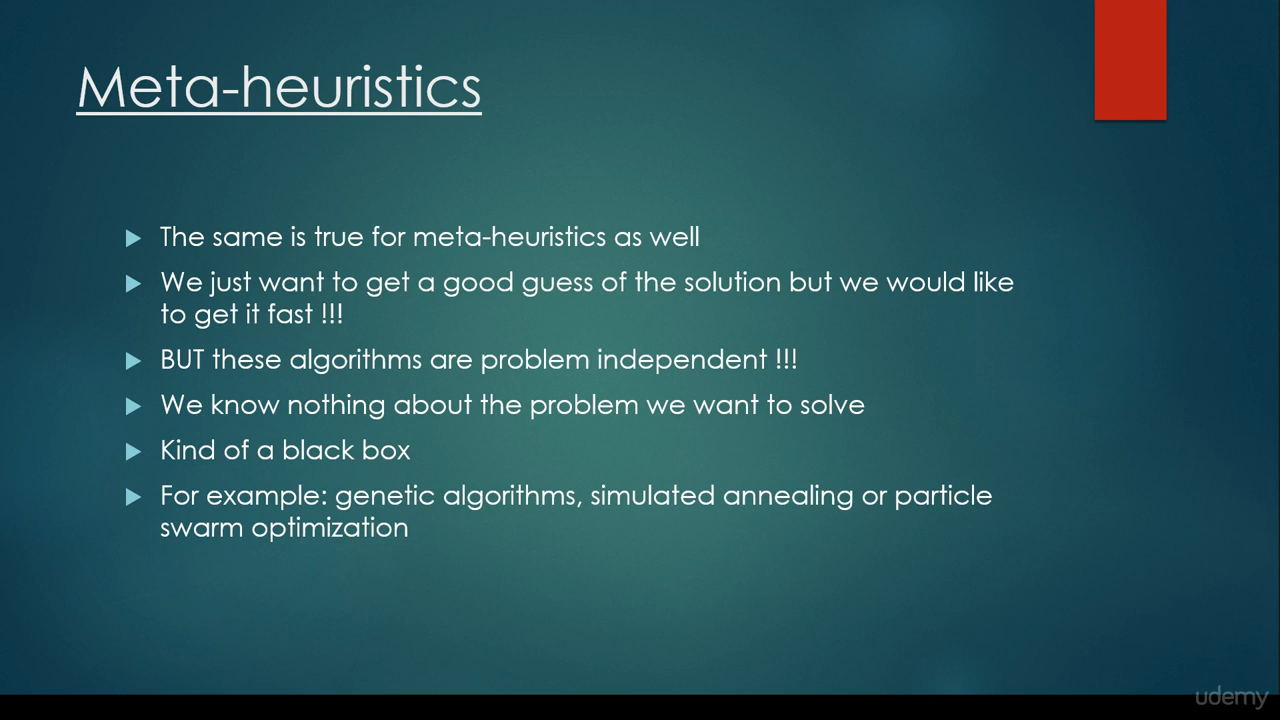 Meta-heuristics
The same is true for meta-heuristics as well
We just want to get a good guess of the solution but we would like
to get it fast !!!
BUT these algorithms are problem independent !!!
We know nothing about the problem we want to solve
Kind of a black box
For example: genetic algorithms, simulated annealing or particle
swarm optimization
udemy